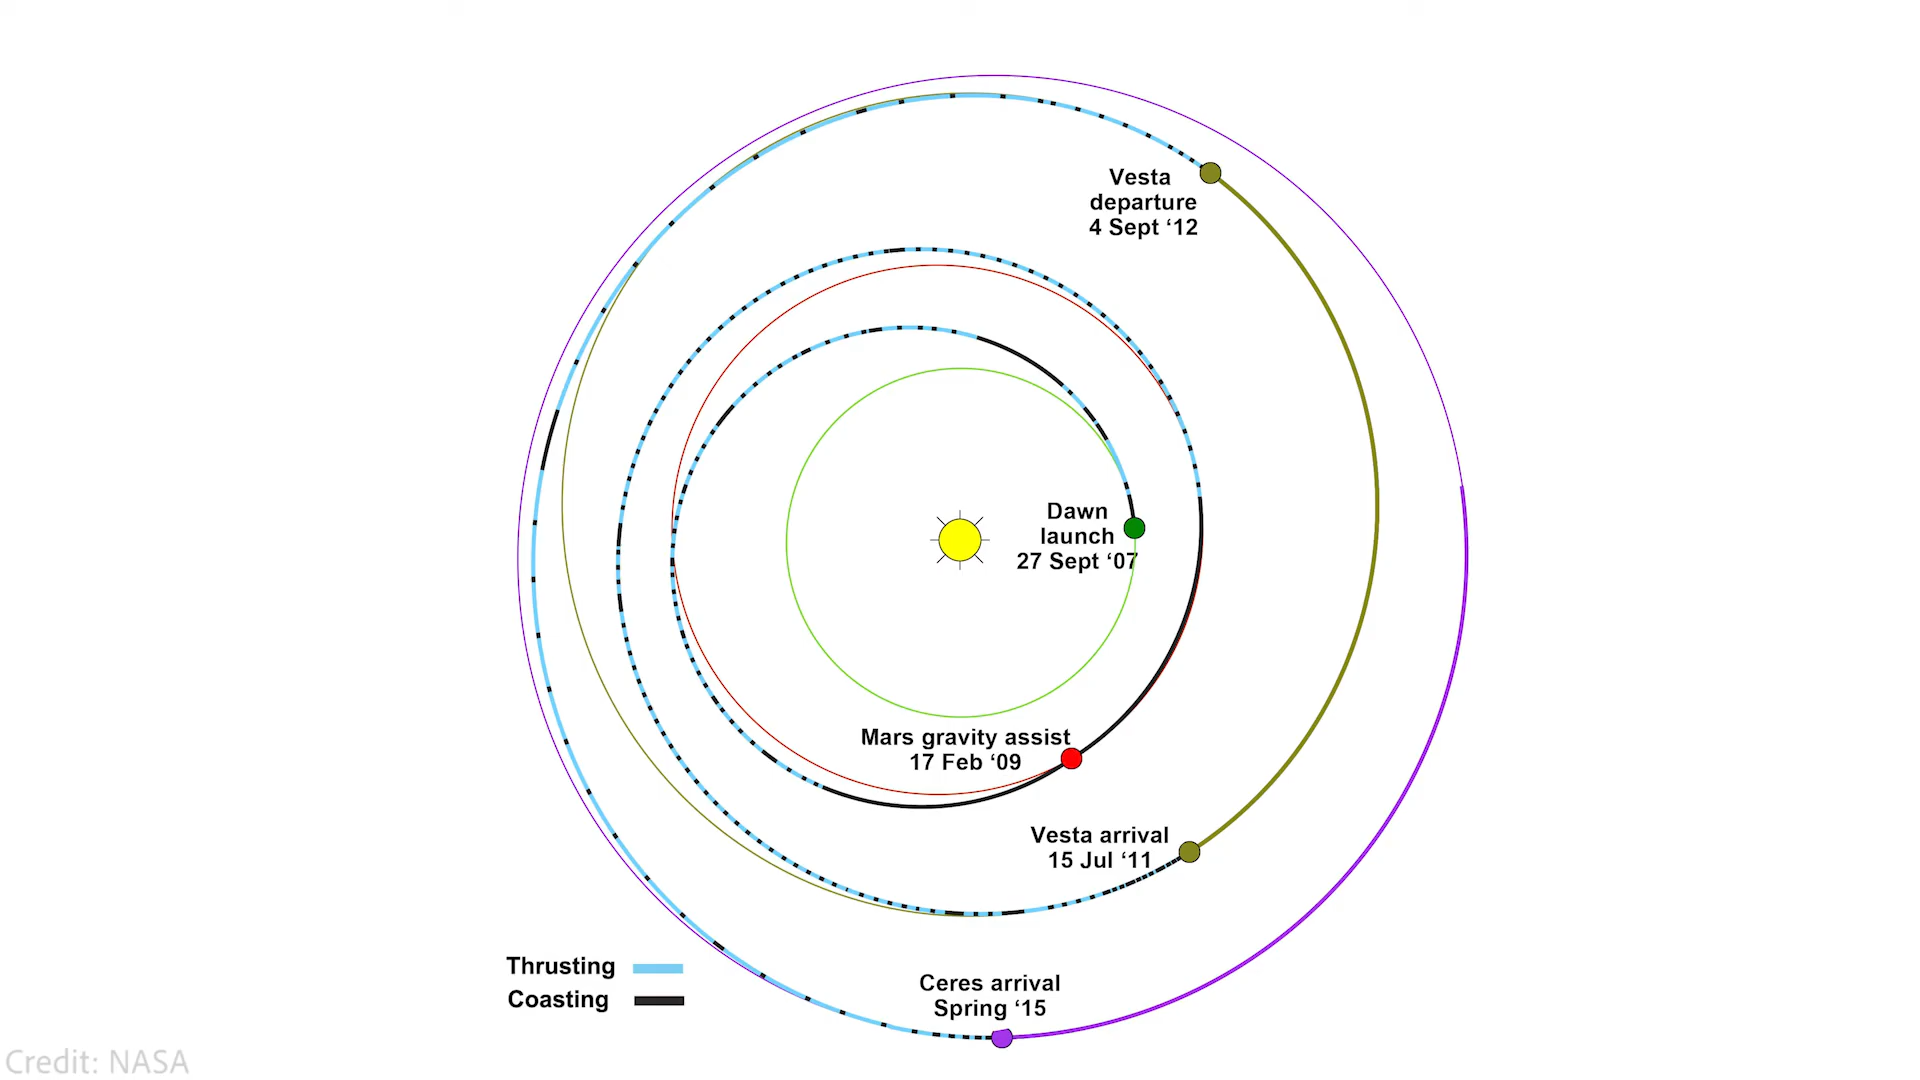 Vesta
departure
4 Sept ‘12
Dawn
launch
27 Sept ‘07
Mars gravity assist
17 Feb ‘09
Vesta arrival
15 Jul ‘11
Thrusting
Coasting
Ceres arrival
Spring ‘15
Credit: NASA